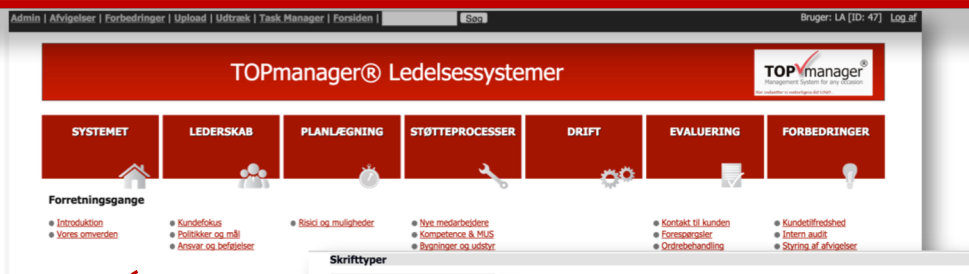 Admin | Afvigelser | Forbedringer | Upload | Udtræk | Task Manager | Forsiden | Søg Bruger: LA [ID: 47] Log af
TOPmanager® Ledelsessystemer
TOPmanager®
Management System for any occasion
SYSTEMET LEDERSKAB PLANLÆGNING STØTTEPROCESSER DRIFT EVALUERING FORBEDRINGER
Forretningsgange
Introduktion Kundefokus Risici og muligheder Nye medarbejdere Kontakt til kunden Kundetilfredshed
Vores omverden Politikker og mål Kompetence & MUS Forespørgsler Intern audit
Ansvar og beføjelser Bygninger og udstyr Ordrebehandling Styring af afvigelser
Skrifttyper